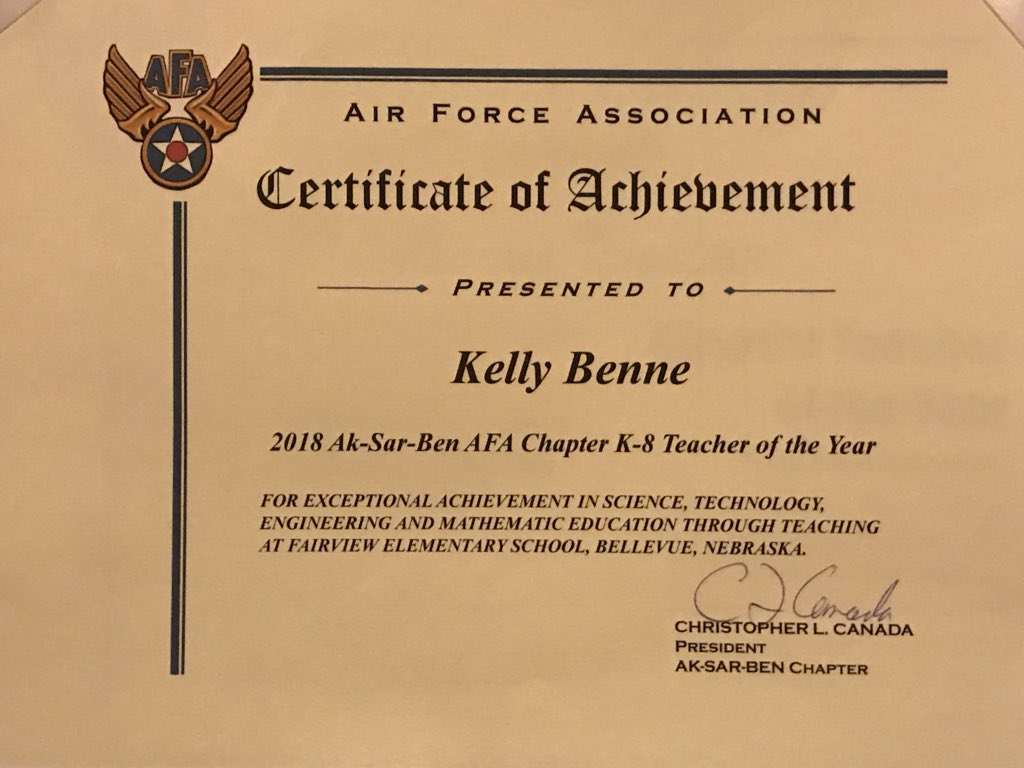 AFA
AIR FORCE ASSOCIATION
Certificate of Achievement
PRESENTED TO
Kelly Benne
2018 Ak-Sar-Ben AFA Chapter K-8 Teacher of the Year
FOR EXCEPTIONAL ACHIEVEMENT IN SCIENCE, TECHNOLOGY,
ENGINEERING AND MATHEMATIC EDUCATION THROUGH TEACHING
AT FAIRVIEW ELEMENTARY SCHOOL, BELLEVUE, NEBRASKA.
C L Canada
CHRISTOPHER L. CANADA
PRESIDENT
AK-SAR-BEN CHAPTER